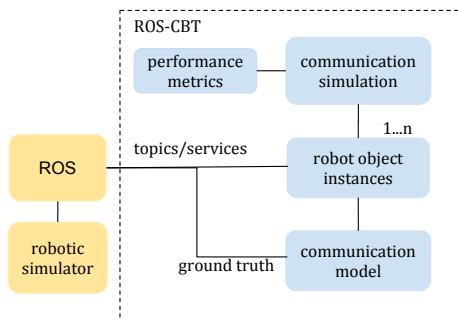 ROS-CBT
performance
metrics
communication
simulation
1...n
topics/services
ROS
robot object
instances
robotic
simulator
ground truth
communication
model